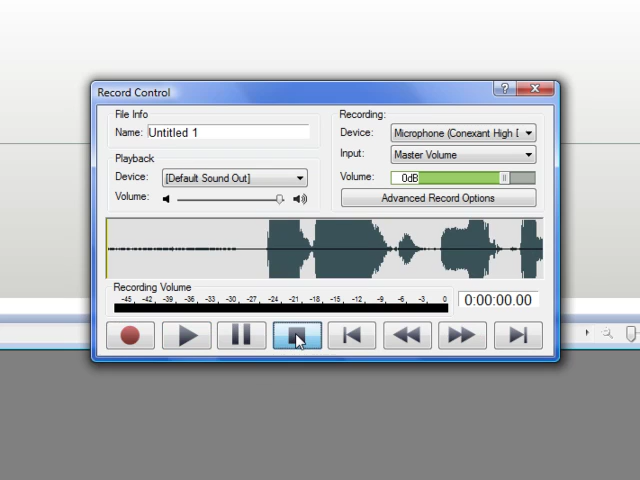 Record Control
File Info
Name: Untitled 1
Playback
Device: [Default Sound Out]
Volume:
Recording:
Device: Microphone (Conexant High D
Input: Master Volume
Volume: 0dB
Advanced Record Options
Recording Volume
-45 -42 -39 -36 -33 -30 -27 -24 -21 -18 -15 -12 -9 -6 -3 0
0:00:00.00